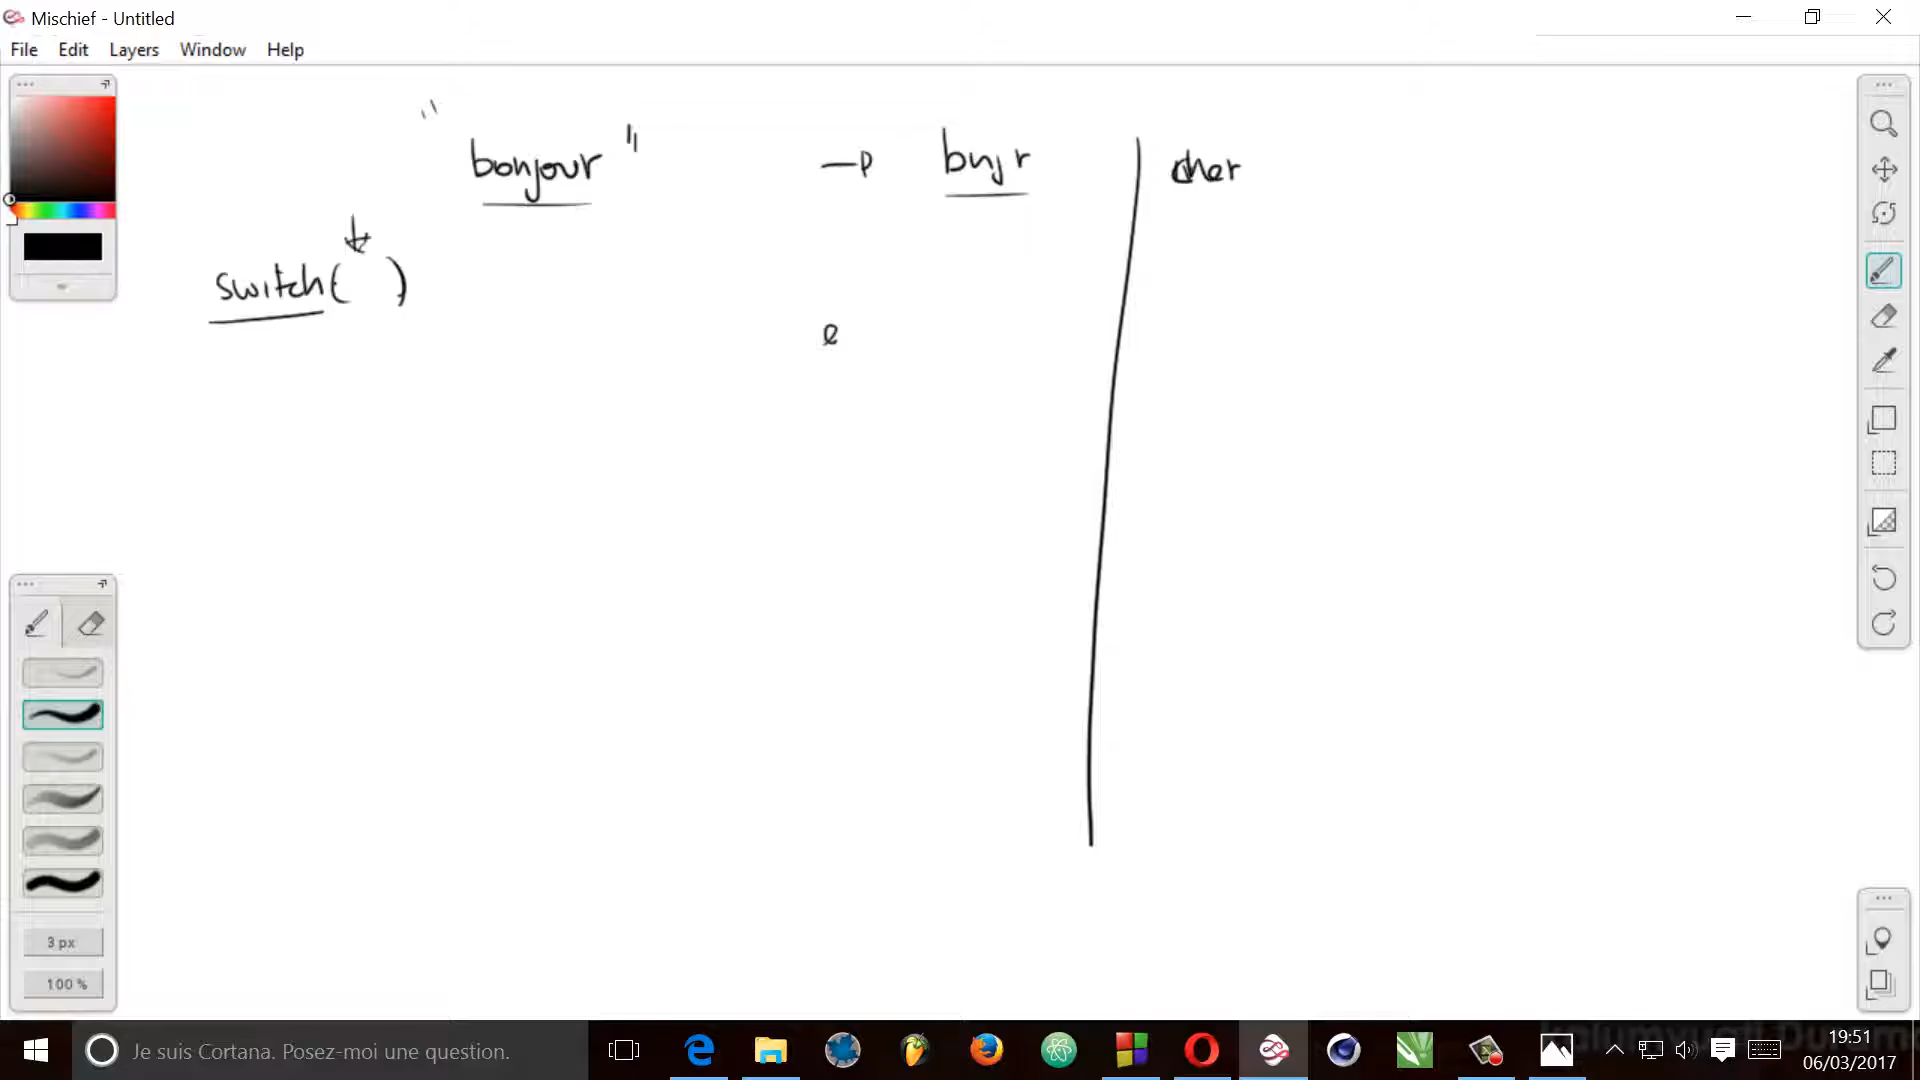 Mischief - Untitled
File Edit Layers Window Help
"bonjour" bnjr
switch( )
e
3 px
100 %
Je suis Cortana. Posez-moi une question.
19:51
06/03/2017